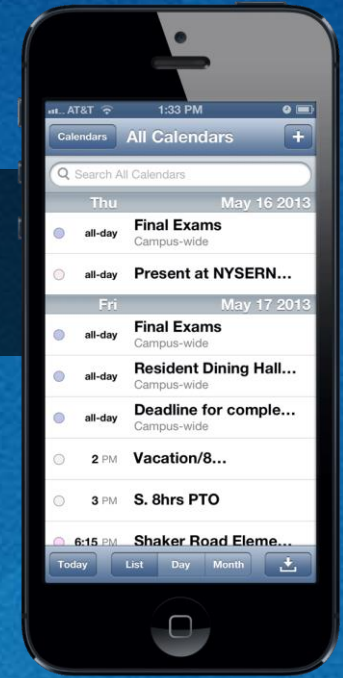 AT&T 1:33 PM
Calendars All Calendars +
Search All Calendars
Thu May 16 2013
all-day Final Exams
Campus-wide
all-day Present at NYSERN...
Fri May 17 2013
all-day Final Exams
Campus-wide
all-day Resident Dining Hall...
Campus-wide
all-day Deadline for comple...
Campus-wide
2 PM Vacation/8...
3 PM S. 8hrs PTO
6:15 PM Shaker Road Eleme...
Today List Day Month